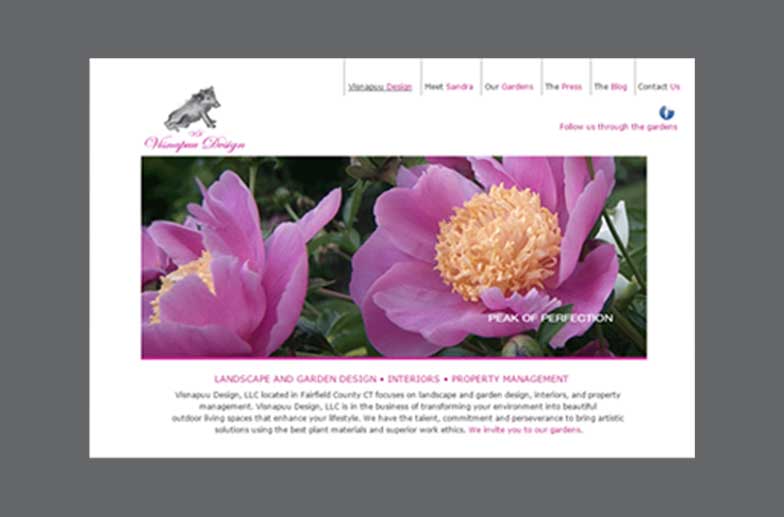 Visnapuu Design
Meet Sandra
Our Gardens
The Press
The Blog
Contact Us
Follow us through the gardens
Visnapuu Design
PEAK OF PERFECTION
LANDSCAPE AND GARDEN DESIGN • INTERIORS • PROPERTY MANAGEMENT
Visnapuu Design, LLC located in Fairfield County CT focuses on landscape and garden design, interiors, and property
management. Visnapuu Design, LLC is in the business of transforming your environment into beautiful
outdoor living spaces that enhance your lifestyle. We have the talent, commitment and perseverance to bring artistic
solutions using the best plant materials and superior work ethics. We invite you to our gardens.